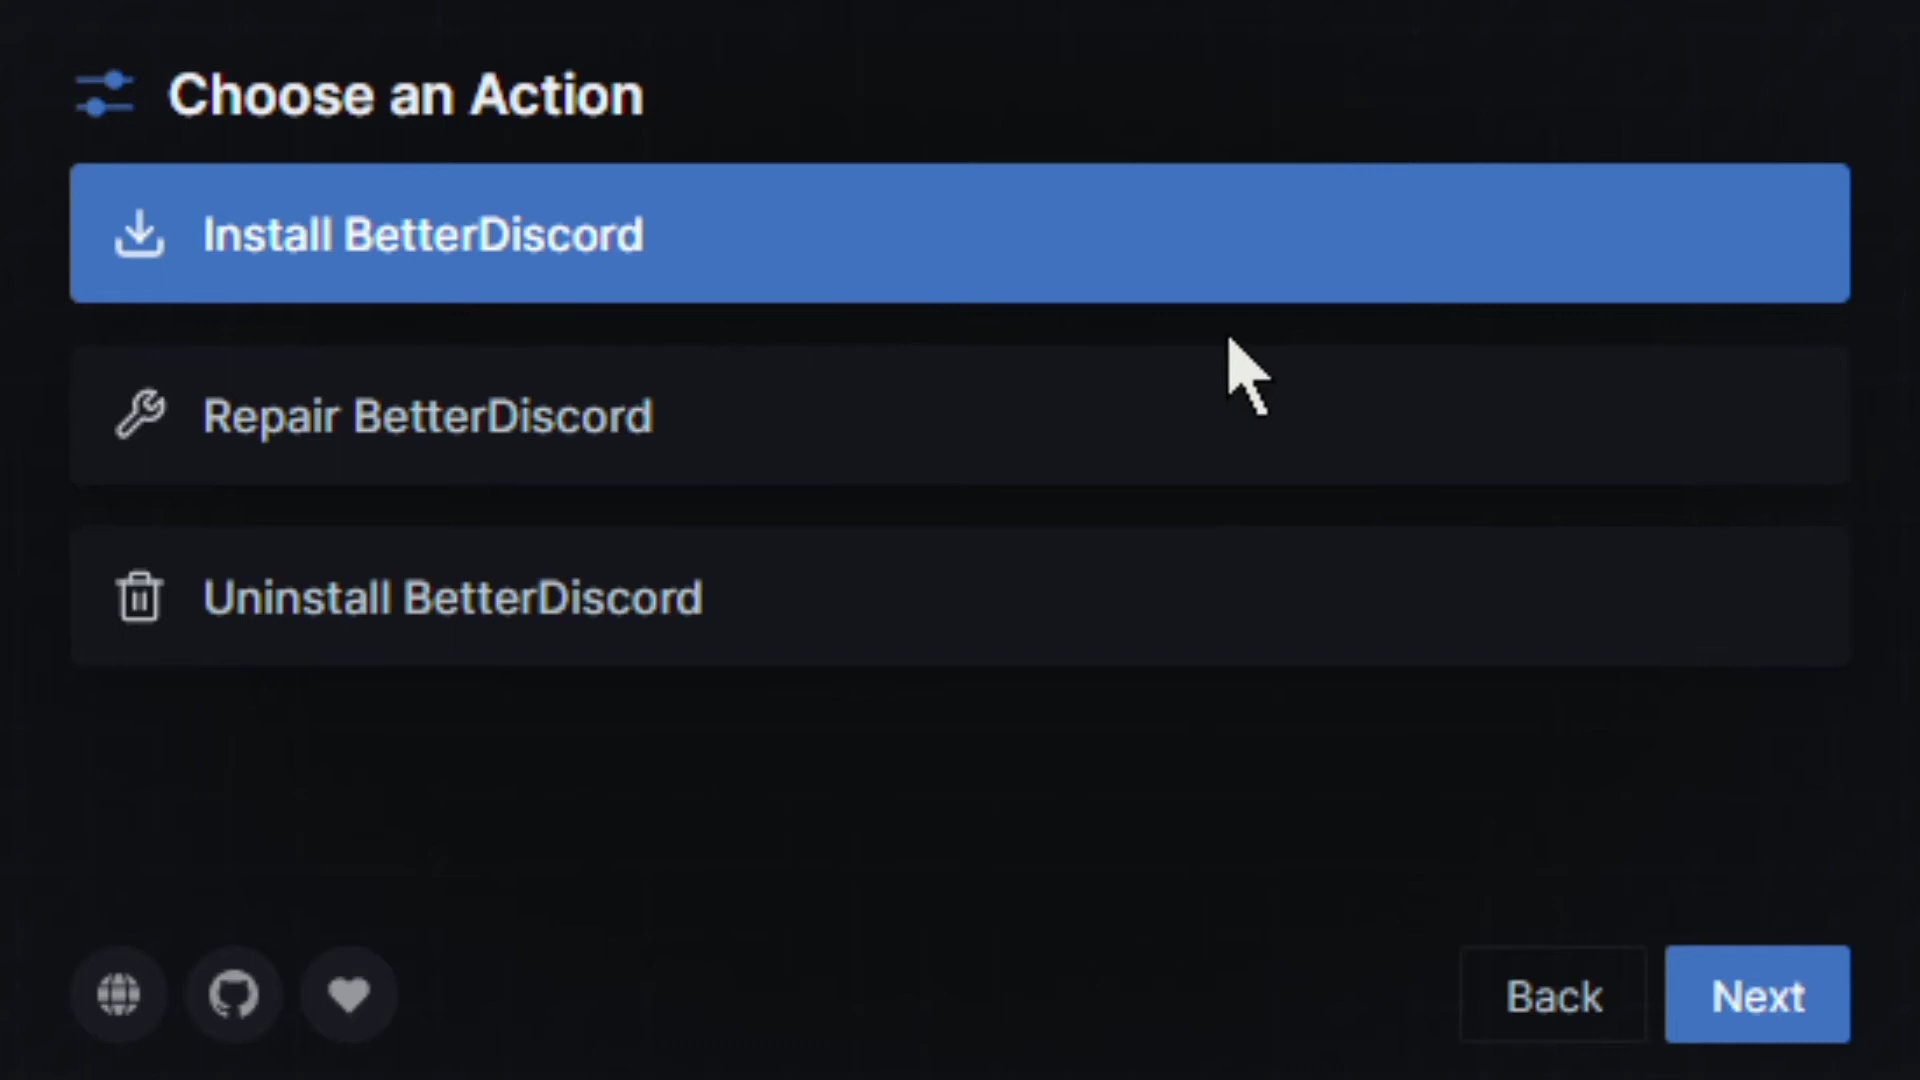 Choose an Action
Install BetterDiscord
Repair BetterDiscord
Uninstall BetterDiscord
Back
Next